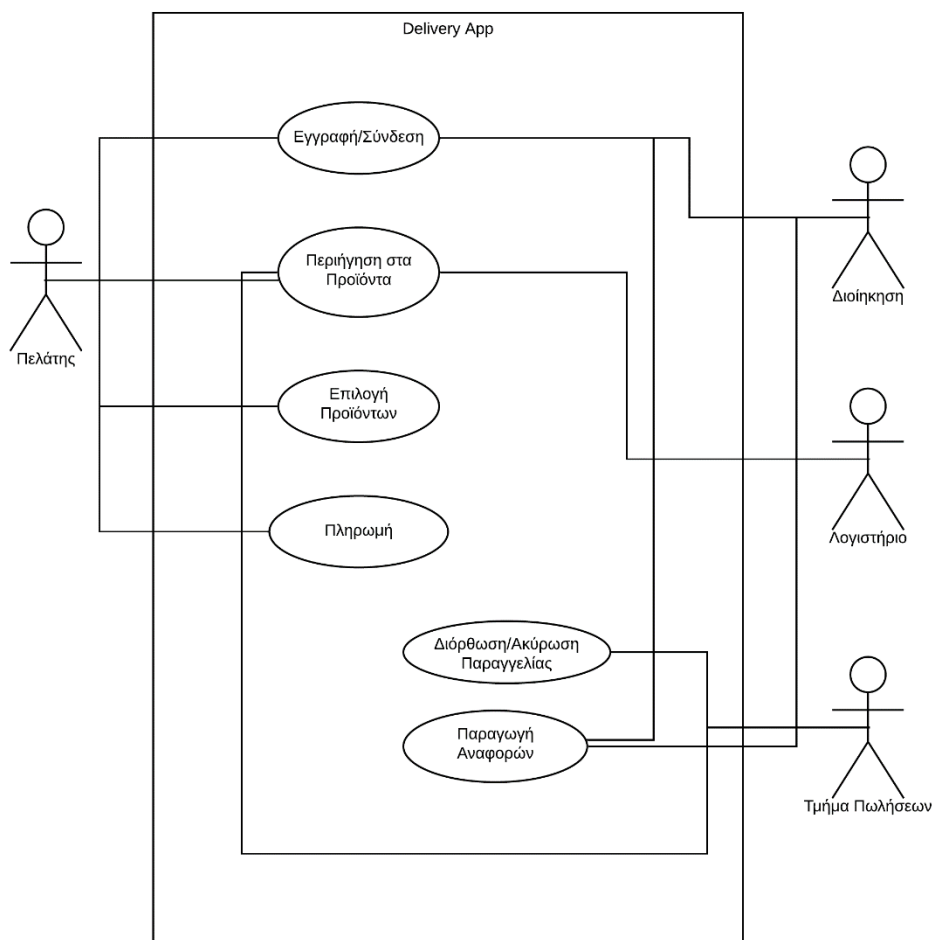 Delivery App
Εγγραφή/Σύνδεση
Περιήγηση στα
Προϊόντα
Επιλογή
Προϊόντων
Πληρωμή
Διόρθωση/Ακύρωση
Παραγγελίας
Παραγωγή
Αναφορών
Πελάτης
Διοίηκηση
Λογιστήριο
Τμήμα Πωλήσεων